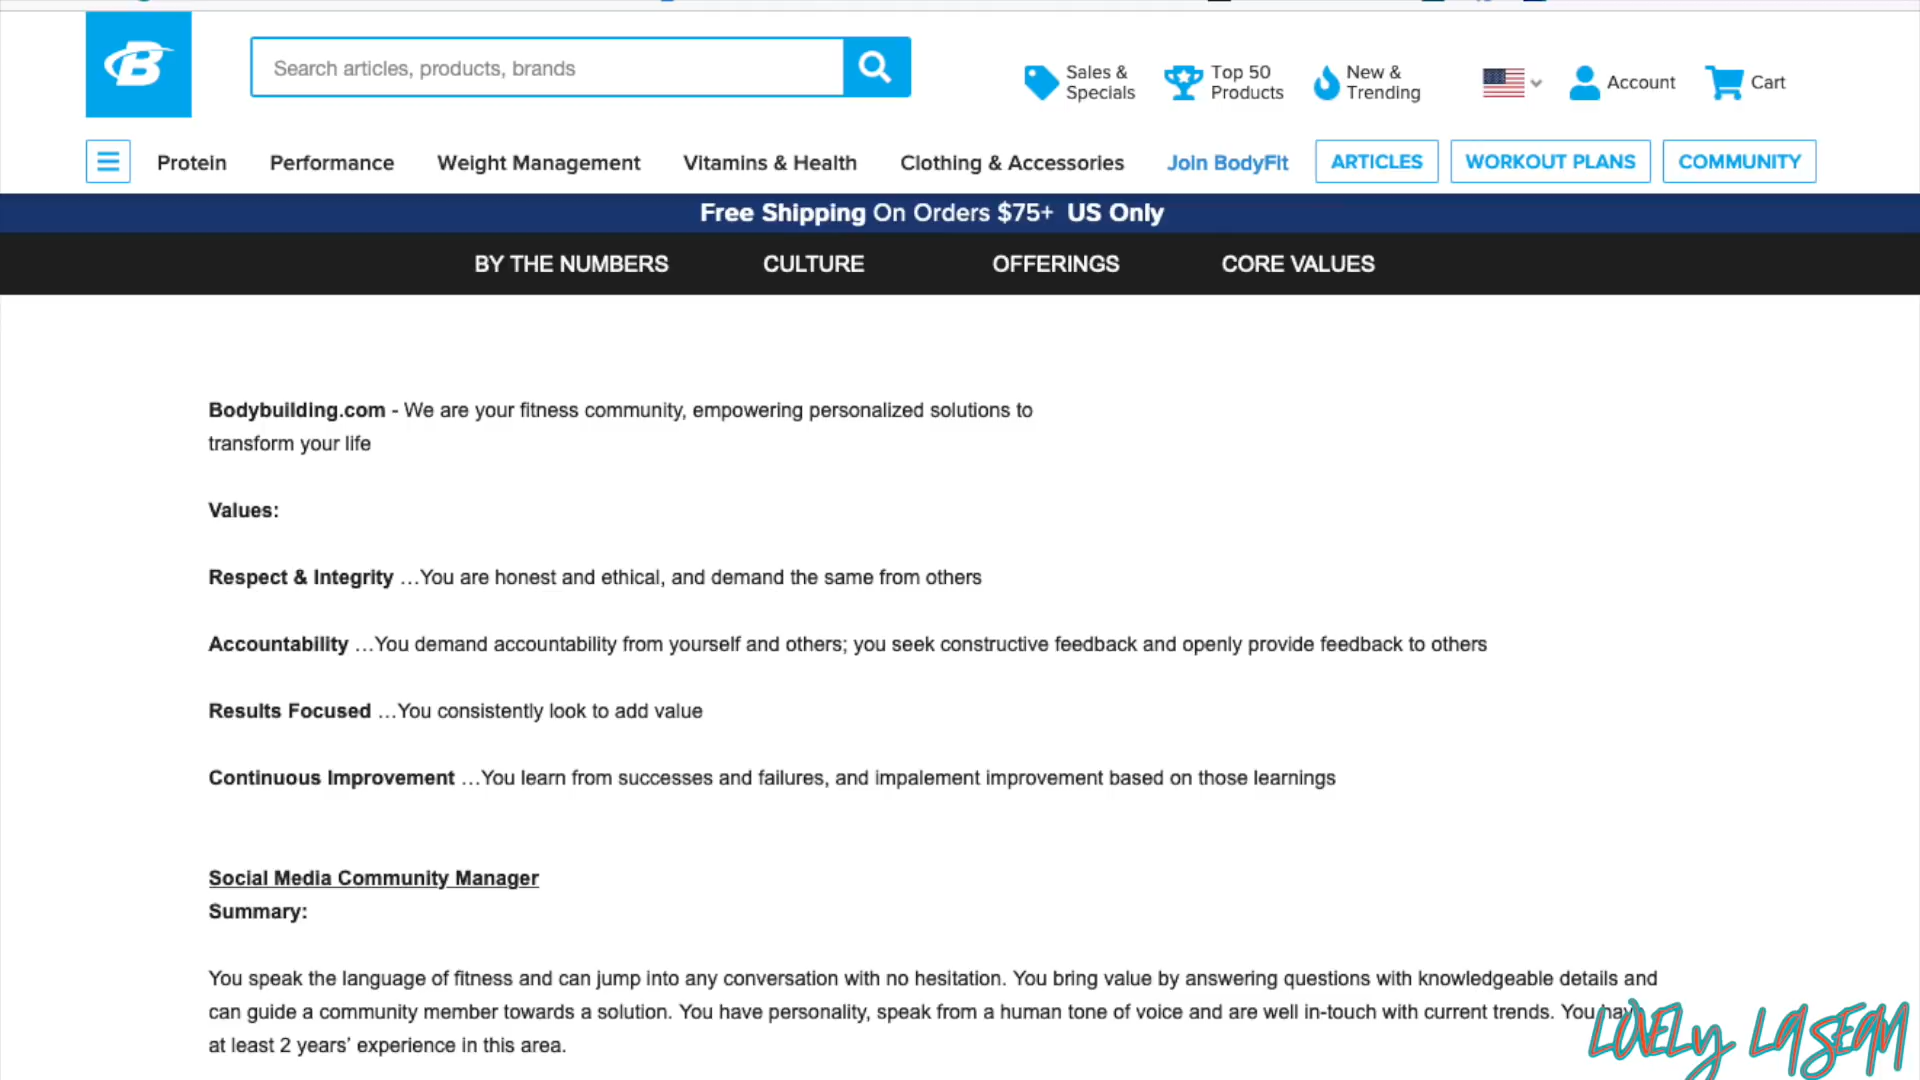 B
Search articles, products, brands
Sales &
Specials
Top 50
Products
New &
Trending
Account
Cart
Protein
Performance
Weight Management
Vitamins & Health
Clothing & Accessories
Join BodyFit
ARTICLES
WORKOUT PLANS
COMMUNITY
Free Shipping On Orders $75+ US Only
BY THE NUMBERS
CULTURE
OFFERINGS
CORE VALUES
Bodybuilding.com - We are your fitness community, empowering personalized solutions to
transform your life
Values:
Respect & Integrity …You are honest and ethical, and demand the same from others
Accountability …You demand accountability from yourself and others; you seek constructive feedback and openly provide feedback to others
Results Focused …You consistently look to add value
Continuous Improvement …You learn from successes and failures, and impalement improvement based on those learnings
Social Media Community Manager
Summary:
You speak the language of fitness and can jump into any conversation with no hesitation. You bring value by answering questions with knowledgeable details and
can guide a community member towards a solution. You have personality, speak from a human tone of voice and are well in-touch with current trends. You have
at least 2 years’ experience in this area.
LOVELY LASEAN